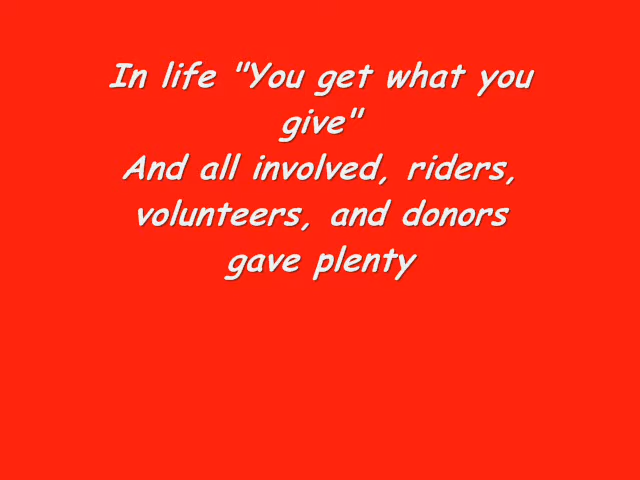 In life "You get what you
give"
And all involved, riders,
volunteers, and donors
gave plenty